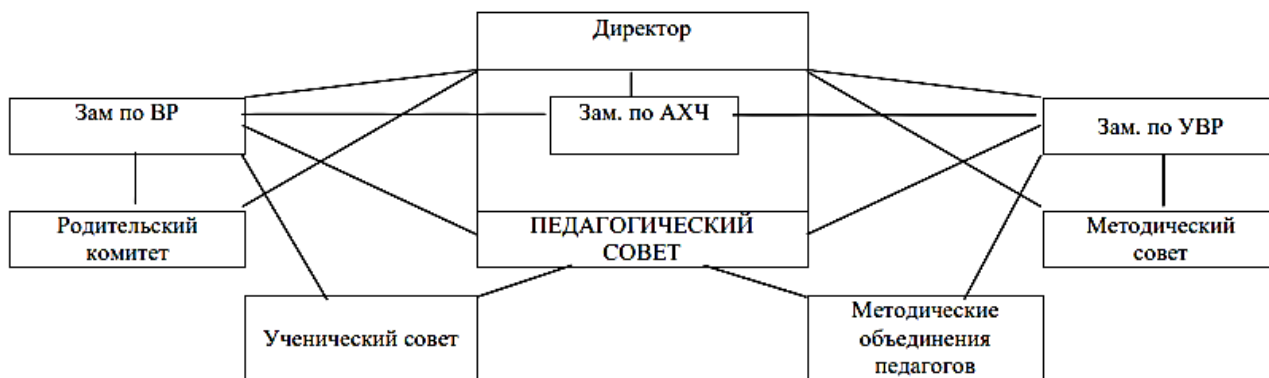 Директор
Зам по ВР
Зам. по АХЧ
Зам. по УВР
Родительский
комитет
ПЕДАГОГИЧЕСКИЙ
СОВЕТ
Методический
совет
Ученический совет
Методические
объединения
педагогов